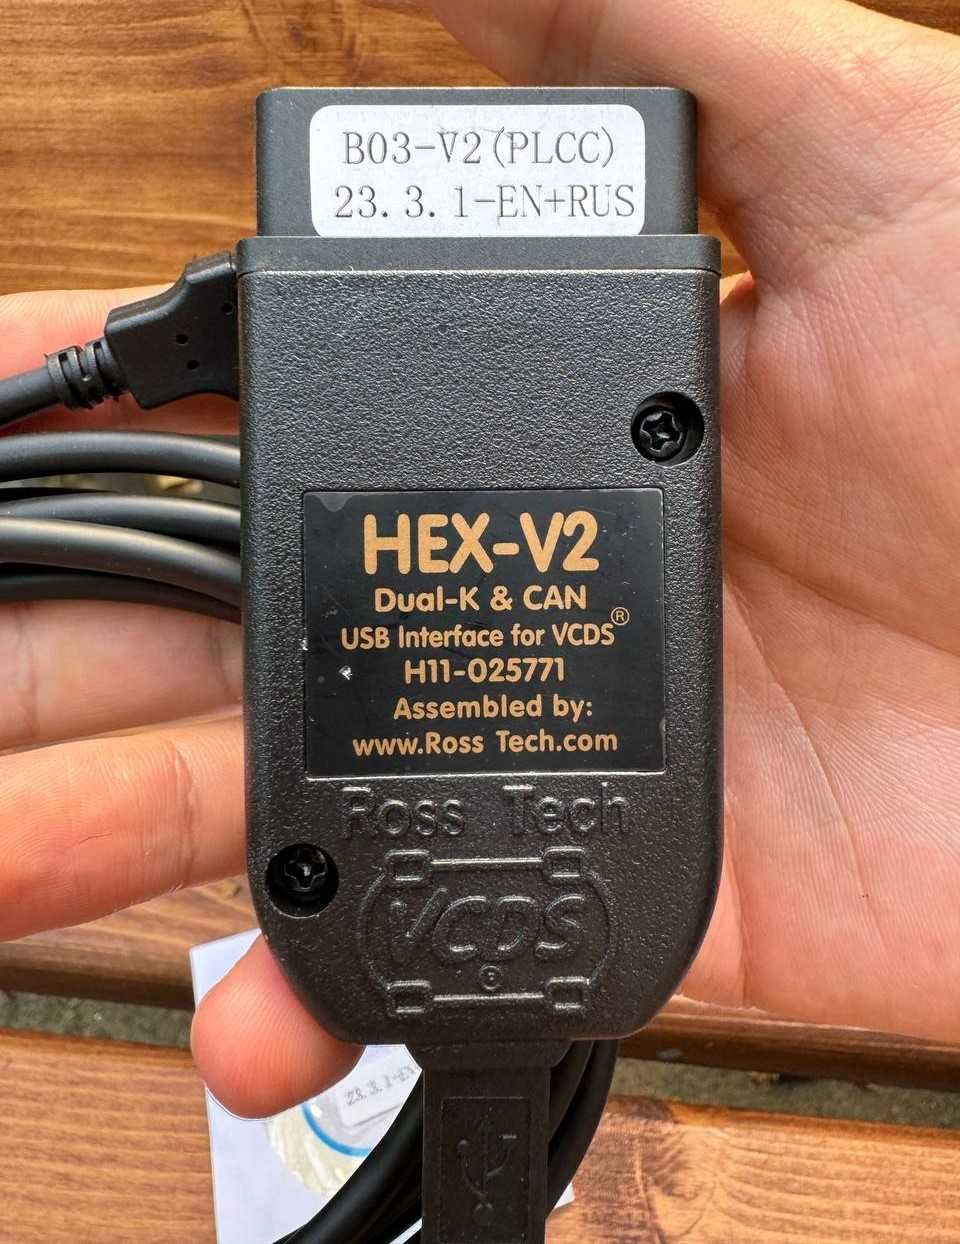 B03-V2(PLCC)
23.3.1-EN+RUS
HEX-V2
Dual-K & CAN
USB Interface for VCDS®
H11-025771
Assembled by:
www.Ross Tech.com
Ross Tech
VCDS
®